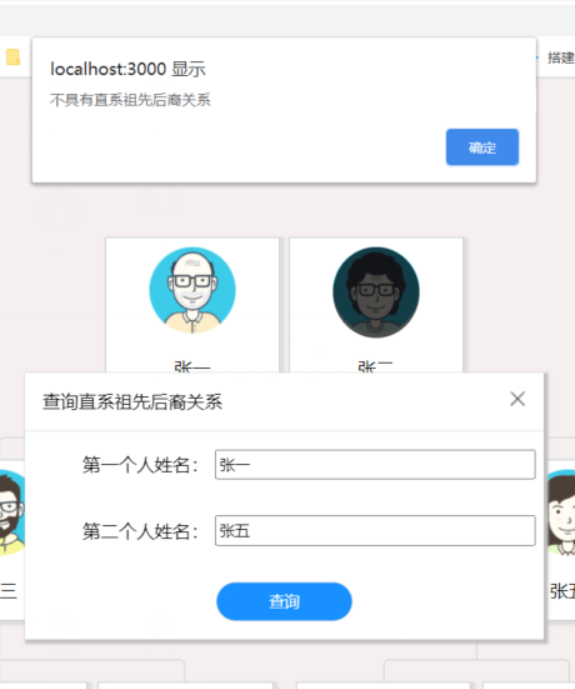 搭建
localhost:3000 显示
不具有直系祖先后裔关系
确定
张一
查询直系祖先后裔关系
第一个人姓名：
张一
第二个人姓名：
张五
三
张五
查询